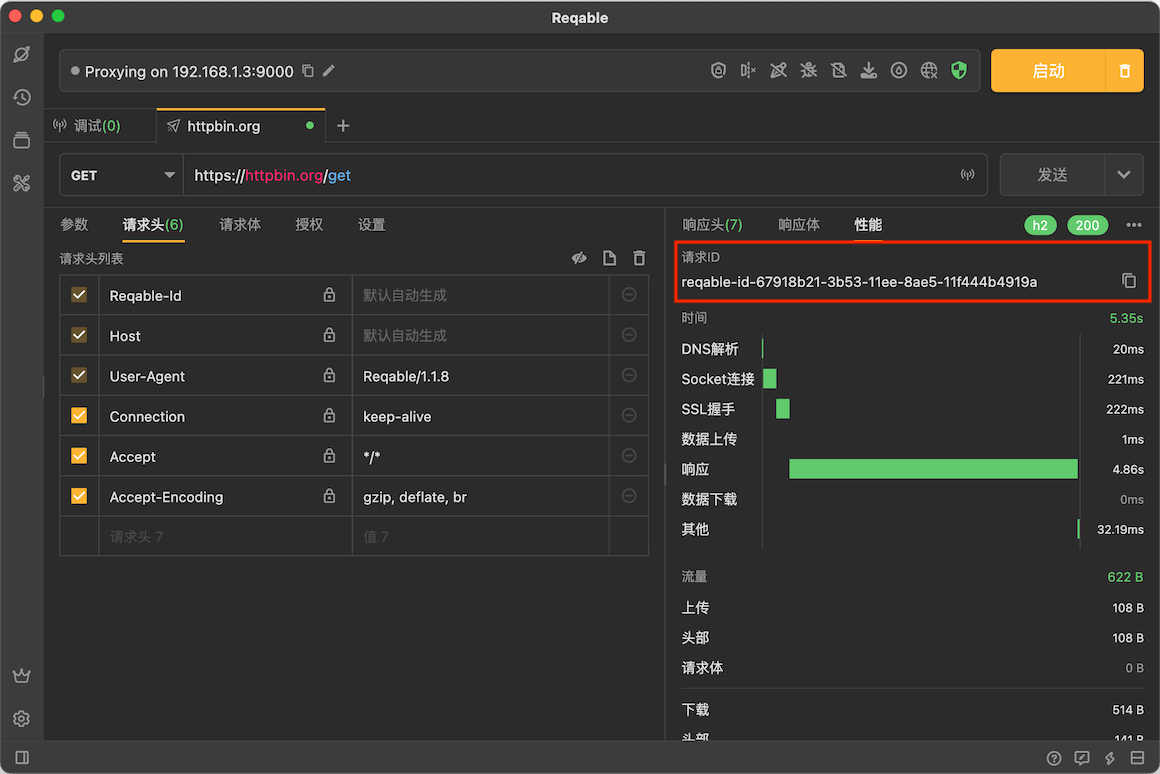 Reqable
Proxying on 192.168.1.3:9000
启动
调试(0)
httpbin.org
GET
https://httpbin.org/get
发送
参数 请求头(6) 请求体 授权 设置
请求头列表
Reqable-Id 默认自动生成
Host 默认自动生成
User-Agent Reqable/1.1.8
Connection keep-alive
Accept */*
Accept-Encoding gzip, deflate, br
请求头 7 值 7
响应头(7) 响应体 性能 h2 200
请求ID
reqable-id-67918b21-3b53-11ee-8ae5-11f444b4919a
时间 5.35s
DNS解析 20ms
Socket连接 221ms
SSL握手 222ms
数据上传 1ms
响应 4.86s
数据下载 0ms
其他 32.19ms
流量 622 B
上传 108 B
头部 108 B
请求体 0 B
下载 514 B
头部 141 B